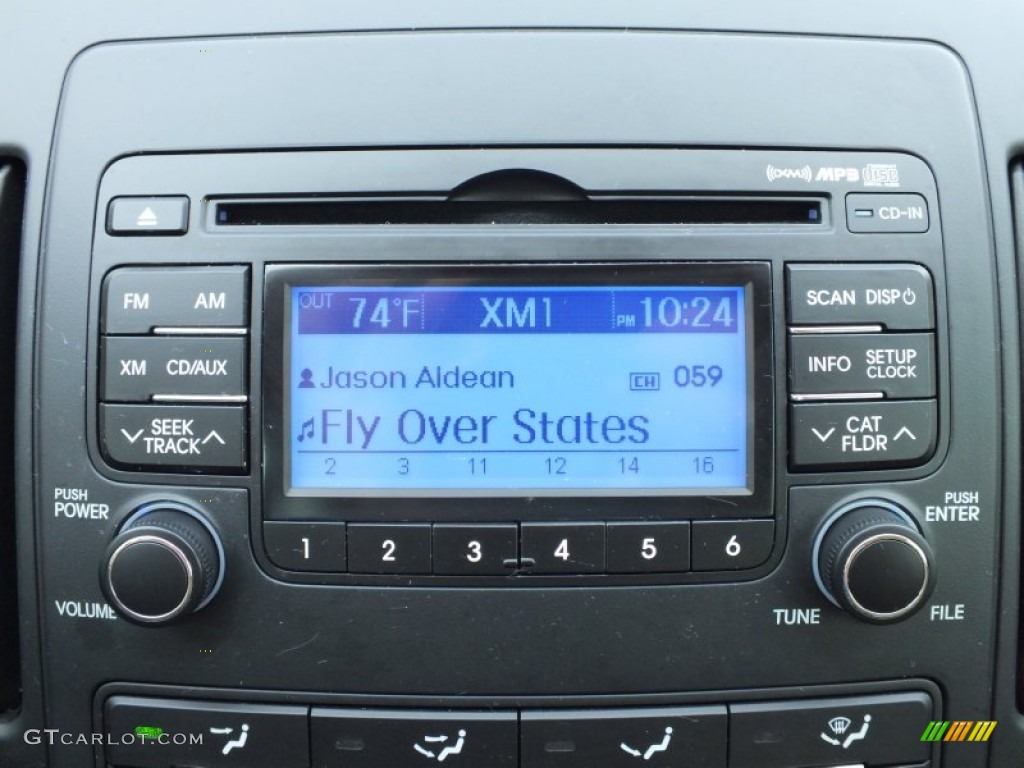 ((XM)) MP3 disc
CD-IN
FM AM
SCAN DISP
OUT 74°F XM1 PM 10:24
XM CD/AUX
INFO SETUP CLOCK
Jason Aldean CH 059
SEEK TRACK
CAT FLDR
Fly Over States
2 3 11 12 14 16
PUSH POWER
PUSH ENTER
1 2 3 4 5 6
VOLUME
TUNE FILE
GTCARLOT.COM